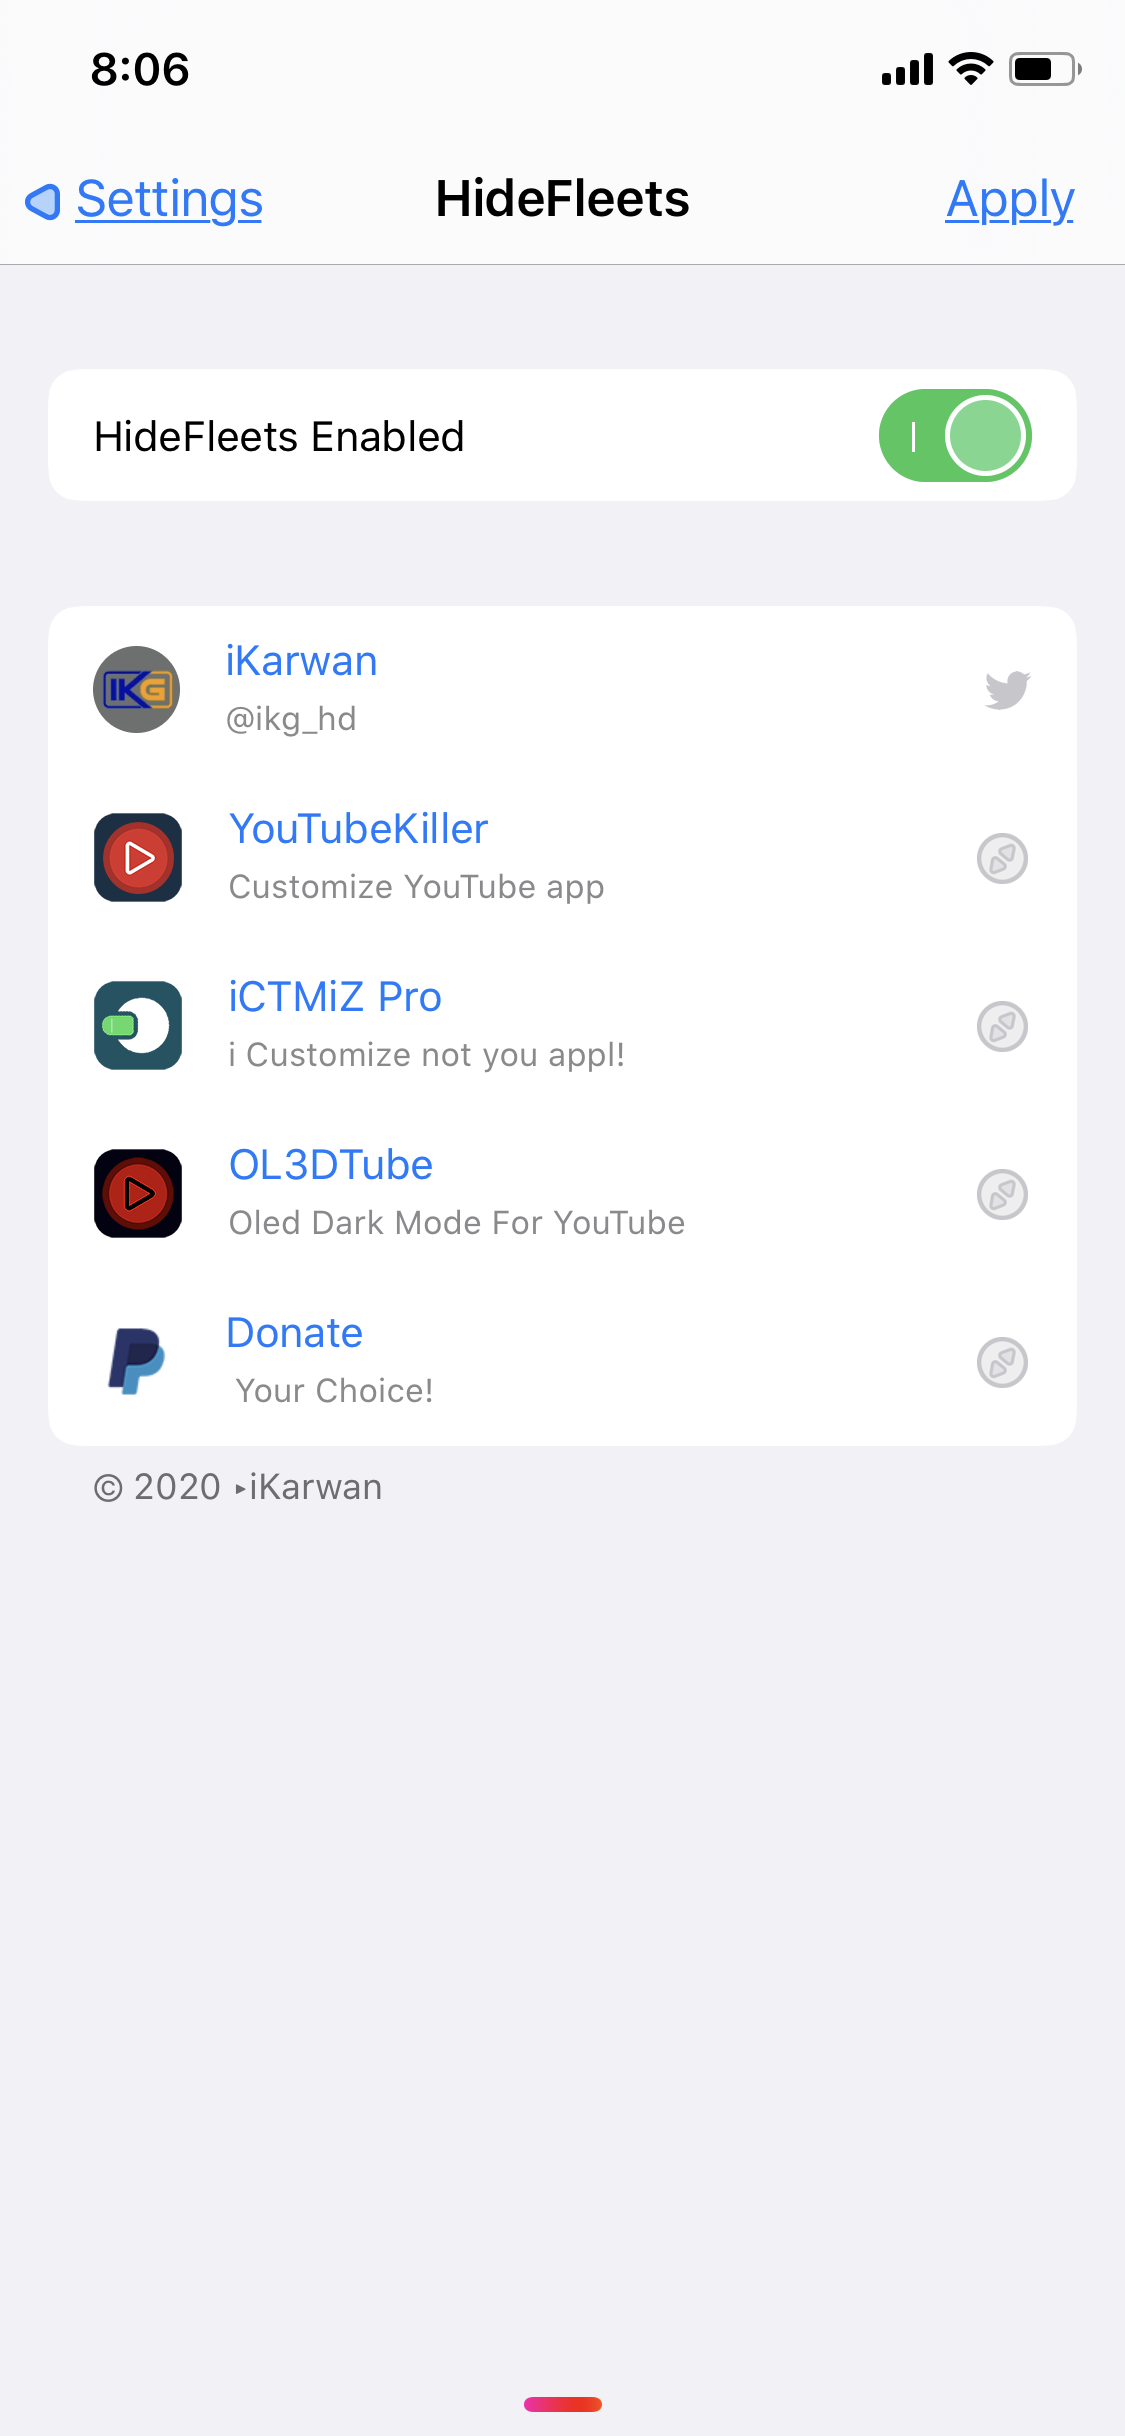 8:06
Settings
HideFleets
Apply
HideFleets Enabled
IKG
iKarwan
@ikg_hd
YouTubeKiller
Customize YouTube app
iCTMiZ Pro
i Customize not you appl!
OL3DTube
Oled Dark Mode For YouTube
Donate
Your Choice!
© 2020 ▸iKarwan